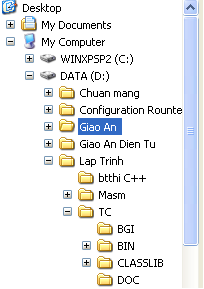 Desktop
My Documents
My Computer
WINXPSP2 (C:)
DATA (D:)
Chuan mang
Configuration Rounte
Giao An
Giao An Dien Tu
Lap Trinh
btthi C++
Masm
TC
BGI
BIN
CLASSLIB
DOC